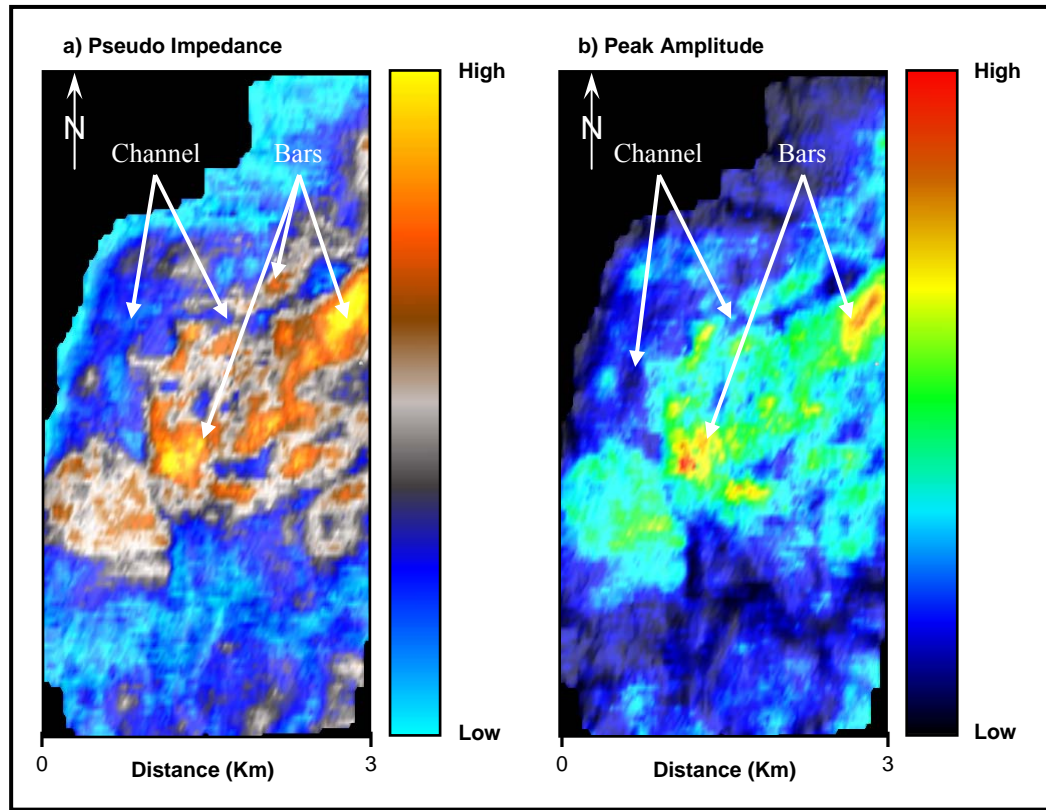 a) Pseudo Impedance
High
N
Channel
Bars
Low
0
Distance (Km)
3
b) Peak Amplitude
High
N
Channel
Bars
Low
0
Distance (Km)
3